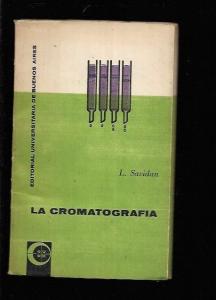 EDITORIAL UNIVERSITARIA DE BUENOS AIRES
L. Savidan
LA CROMATOGRAFIA